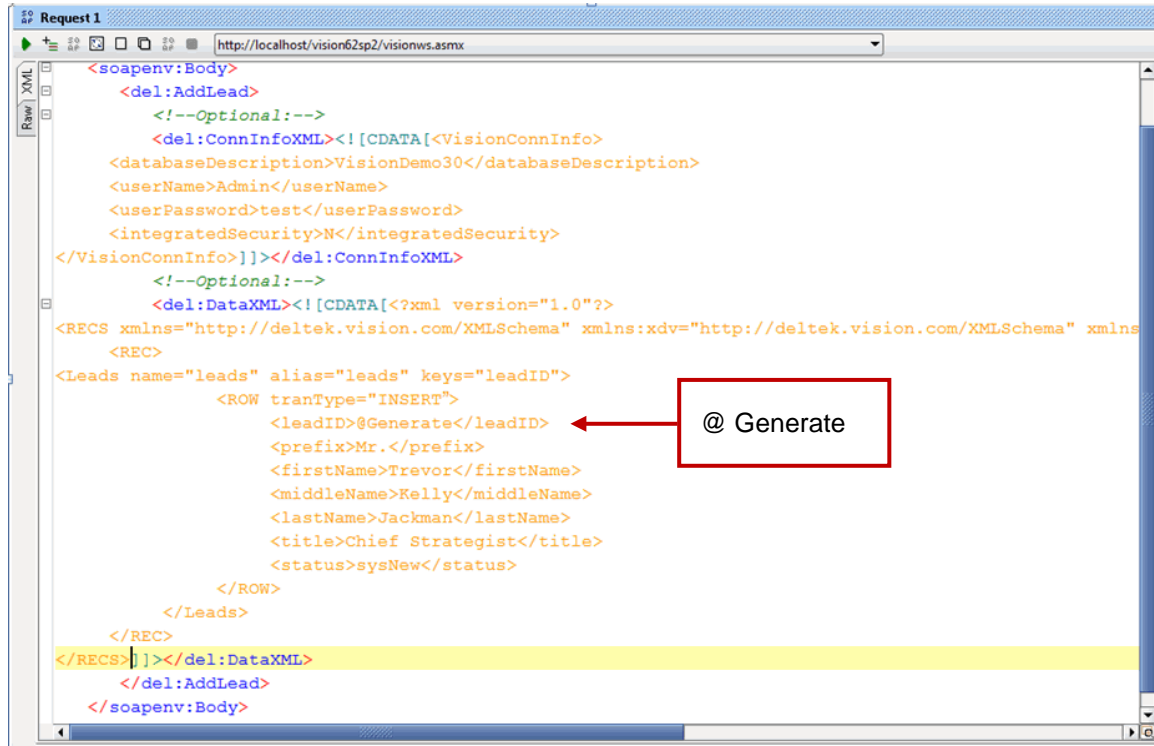 Request 1
http://localhost/vision62sp2/visionws.asmx
XML
Raw
<soapenv:Body>
<del:AddLead>
<!--Optional:-->
<del:ConnInfoXML><![CDATA[<VisionConnInfo>
<databaseDescription>VisionDemo30</databaseDescription>
<userName>Admin</userName>
<userPassword>test</userPassword>
<integratedSecurity>N</integratedSecurity>
</VisionConnInfo>]]></del:ConnInfoXML>
<!--Optional:-->
<del:DataXML><![CDATA[<?xml version="1.0"?>
<RECS xmlns="http://deltek.vision.com/XMLSchema" xmlns:xdv="http://deltek.vision.com/XMLSchema" xmlns
<REC>
<Leads name="leads" alias="leads" keys="leadID">
<ROW tranType="INSERT">
<leadID>@Generate</leadID>
@ Generate
<prefix>Mr.</prefix>
<firstName>Trevor</firstName>
<middleName>Kelly</middleName>
<lastName>Jackman</lastName>
<title>Chief Strategist</title>
<status>sysNew</status>
</ROW>
</Leads>
</REC>
</RECS>]]></del:DataXML>
</del:AddLead>
</soapenv:Body>